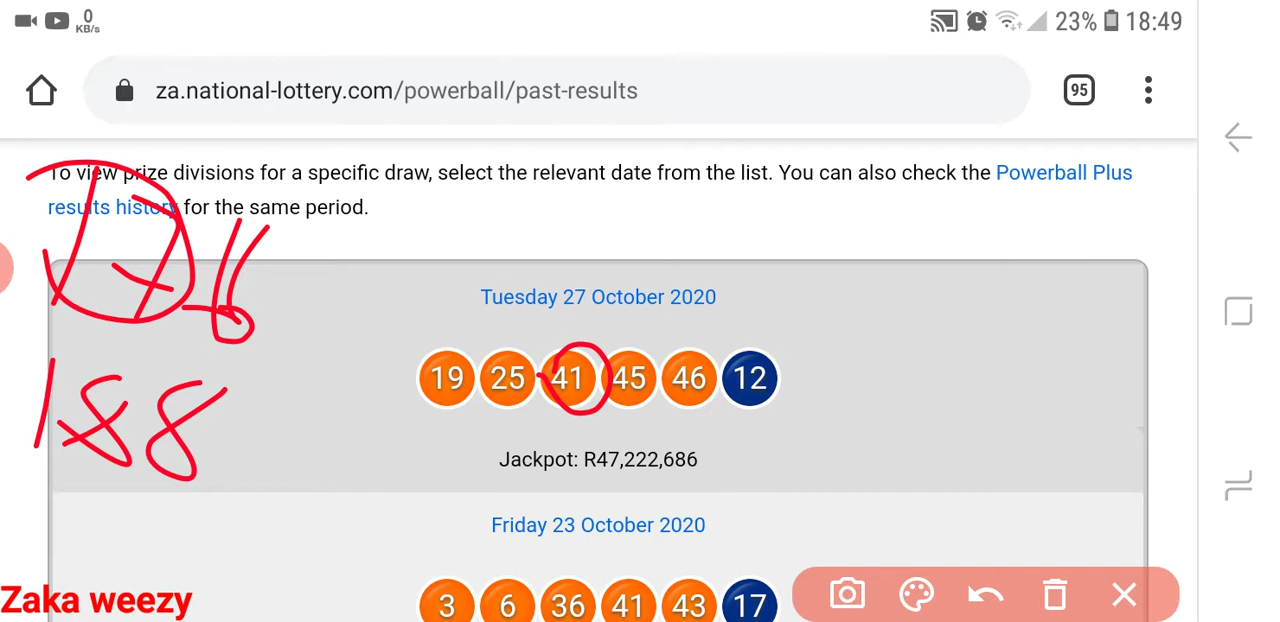 0 KB/s 23% 18:49
za.national-lottery.com/powerball/past-results 95
To view prize divisions for a specific draw, select the relevant date from the list. You can also check the Powerball Plus
results history for the same period.
Tuesday 27 October 2020
19 25 41 45 46 12
188
Jackpot: R47,222,686
Friday 23 October 2020
Zaka weezy
3 6 36 41 43 17